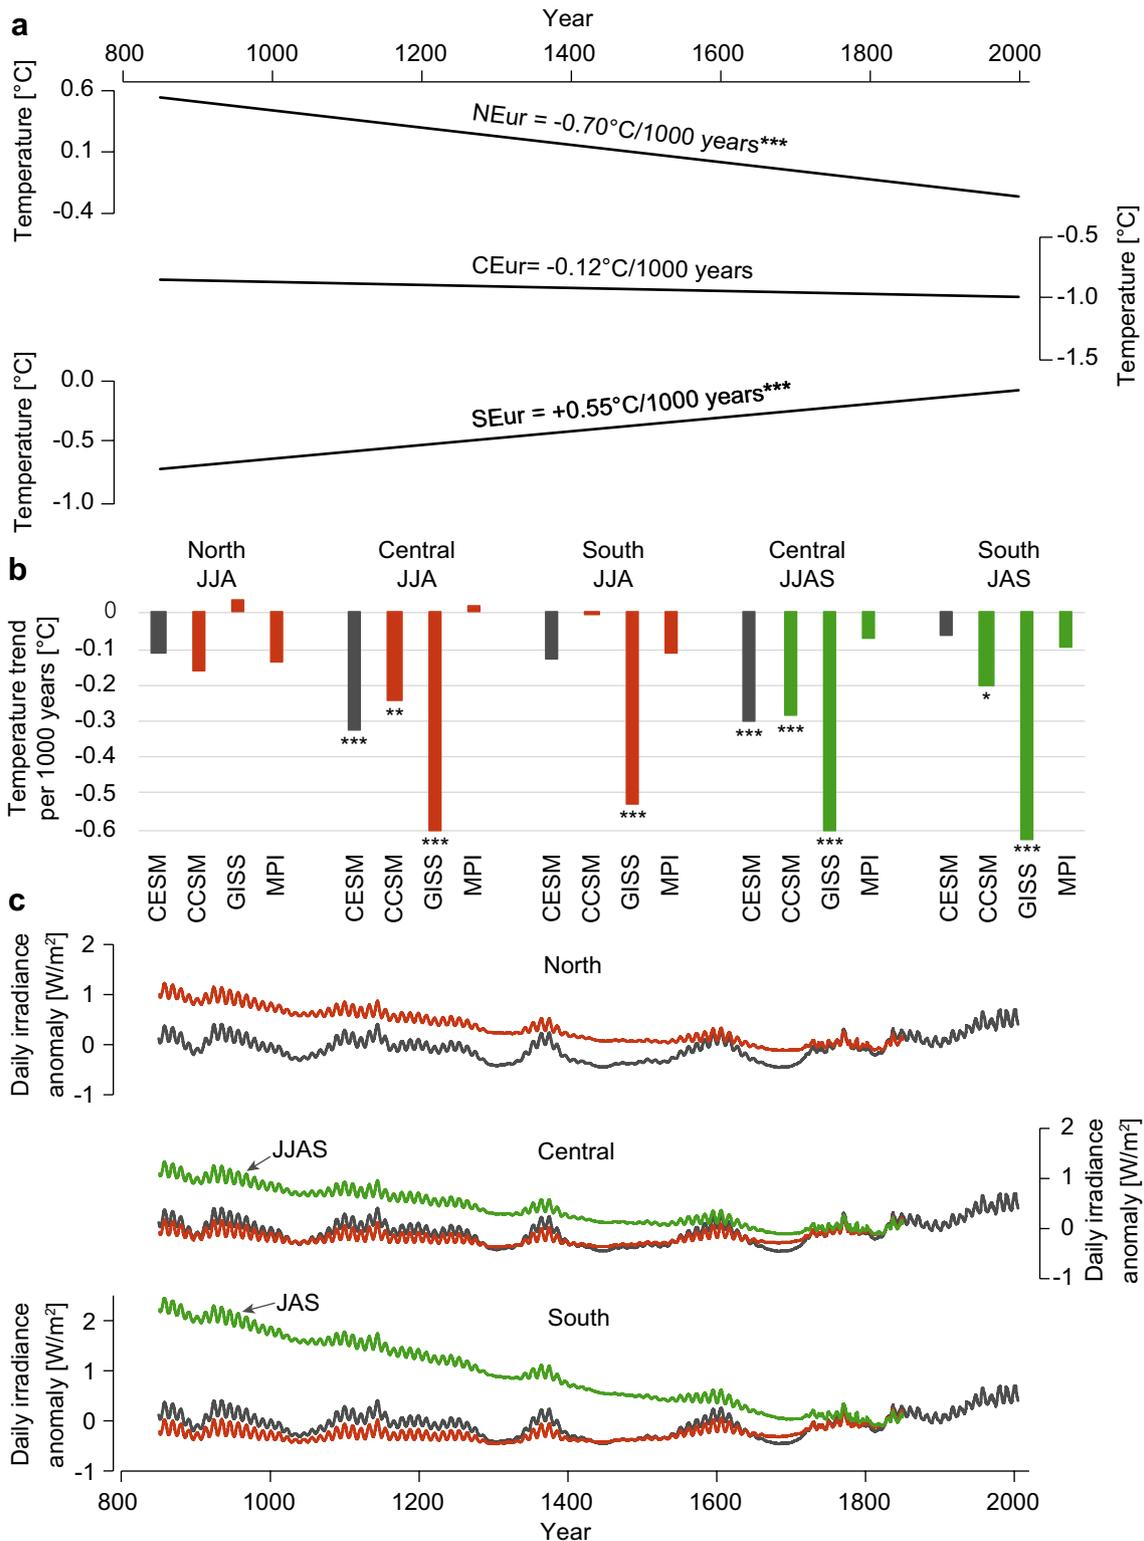 a
Year
800 1000 1200 1400 1600 1800 2000
Temperature [°C]
0.6
0.1
-0.4
NEur = -0.70°C/1000 years***
Temperature [°C]
-0.5
-1.0
-1.5
CEur= -0.12°C/1000 years
Temperature [°C]
0.0
-0.5
-1.0
SEur = +0.55°C/1000 years***
b
North
JJA
Central
JJA
South
JJA
Central
JJAS
South
JAS
Temperature trend
per 1000 years [°C]
0
-0.1
-0.2
-0.3
-0.4
-0.5
-0.6
***
**
***
***
***
***
***
*
***
CESM CCSM GISS MPI CESM CCSM GISS MPI CESM CCSM GISS MPI CESM CCSM GISS MPI CESM CCSM GISS MPI
c
Daily irradiance
anomaly [W/m²]
2
1
0
-1
North
Daily irradiance
anomaly [W/m²]
2
1
0
-1
JJAS
Central
Daily irradiance
anomaly [W/m²]
2
1
0
-1
JAS
South
800 1000 1200 1400 1600 1800 2000
Year